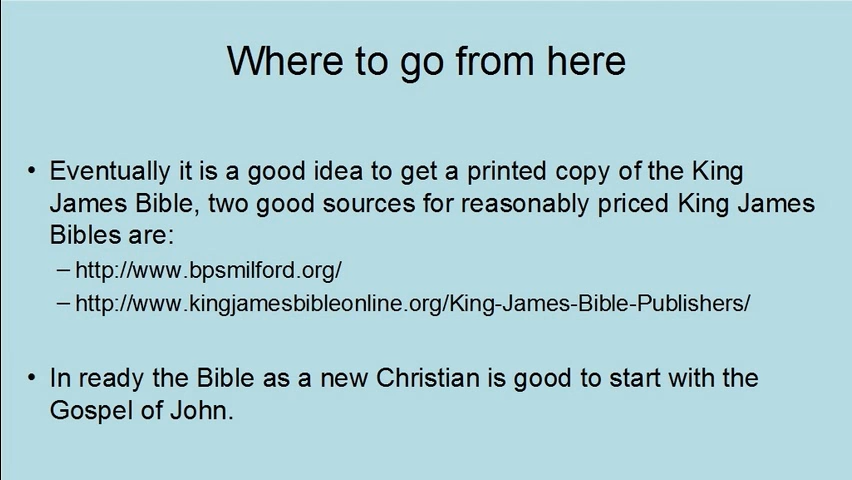 Where to go from here
• Eventually it is a good idea to get a printed copy of the King
James Bible, two good sources for reasonably priced King James
Bibles are:
– http://www.bpsmilford.org/
– http://www.kingjamesbibleonline.org/King-James-Bible-Publishers/
• In ready the Bible as a new Christian is good to start with the
Gospel of John.